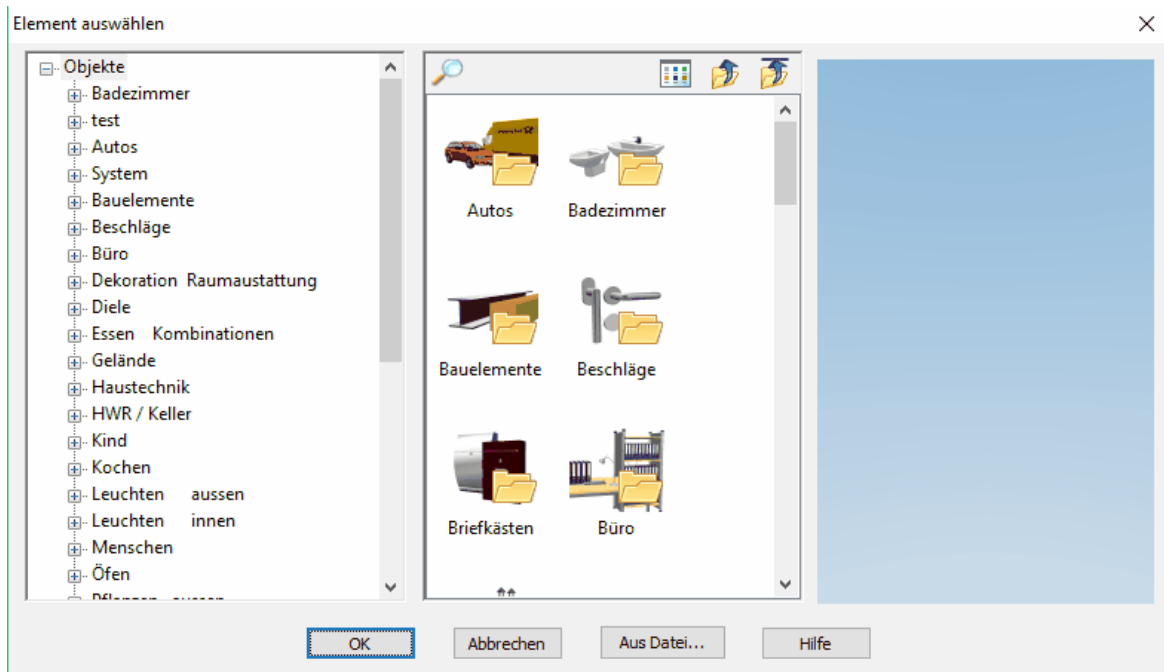 Element auswählen
Objekte
Badezimmer
test
Autos
System
Bauelemente
Beschläge
Büro
Dekoration Raumaustattung
Diele
Essen Kombinationen
Gelände
Haustechnik
HWR / Keller
Kind
Kochen
Leuchten aussen
Leuchten innen
Menschen
Öfen
Pflanzen aussen
Autos Badezimmer
Bauelemente Beschläge
Briefkästen Büro
OK Abbrechen Aus Datei... Hilfe